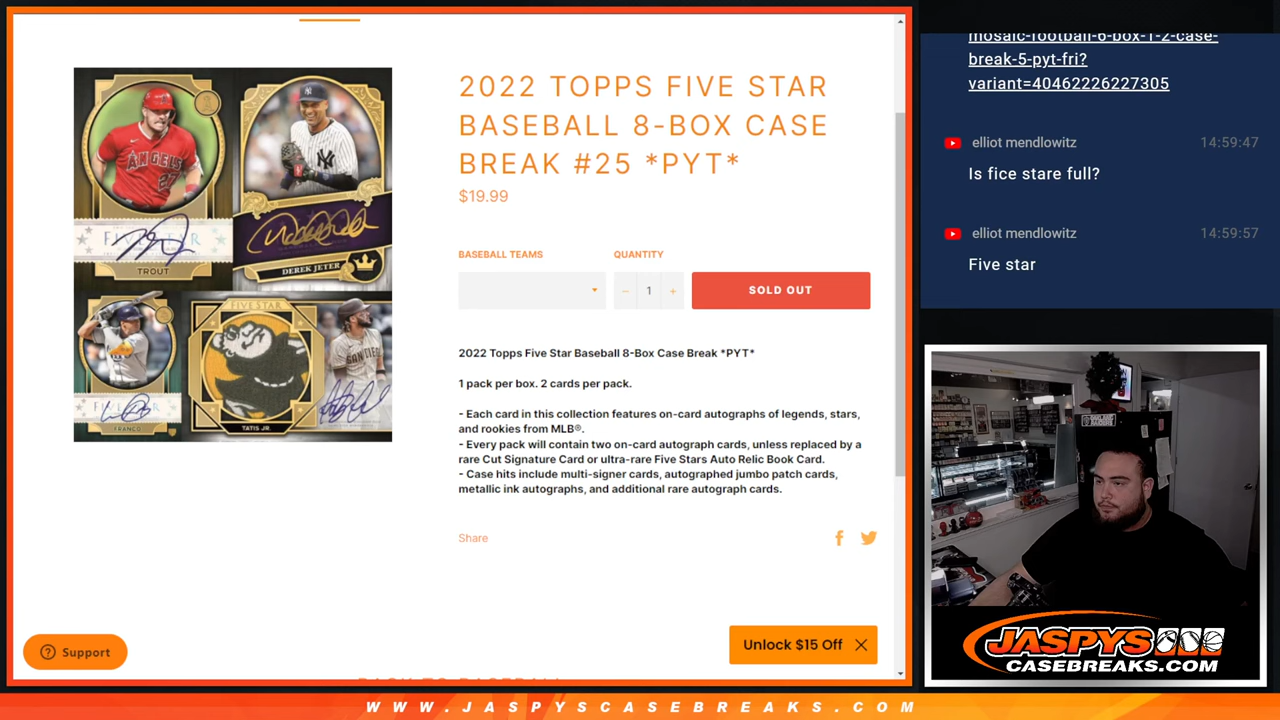 2022 TOPPS FIVE STAR
BASEBALL 8-BOX CASE
BREAK #25 *PYT*
$19.99
BASEBALL TEAMS
QUANTITY
− 1 +
SOLD OUT
2022 Topps Five Star Baseball 8-Box Case Break *PYT*
1 pack per box. 2 cards per pack.
- Each card in this collection features on-card autographs of legends, stars,
and rookies from MLB®.
- Every pack will contain two on-card autograph cards, unless replaced by a
rare Cut Signature Card or ultra-rare Five Stars Auto Relic Book Card.
- Case hits include multi-signer cards, autographed jumbo patch cards,
metallic ink autographs, and additional rare autograph cards.
Share
Support
Unlock $15 Off
ANGELS
TROUT
DEREK JETER
FRANCO
FIVE STAR
TATIS JR.
SAN DIEGO
mosaic-football-6-box-1-2-case-
break-5-pyt-fri?
variant=40462226227305
elliot mendlowitz 14:59:47
Is fice stare full?
elliot mendlowitz 14:59:57
Five star
JASPYS
CASEBREAKS.COM
WWW.JASPYSCASEBREAKS.COM